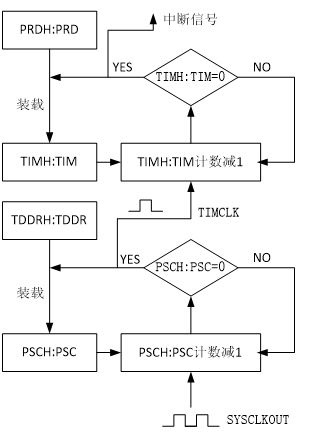 中断信号
PRDH:PRD
YES
TIMH:TIM=0
NO
装载
TIMH:TIM
TIMH:TIM计数减1
TDDRH:TDDR
TIMCLK
YES
PSCH:PSC=0
NO
装载
PSCH:PSC
PSCH:PSC计数减1
SYSCLKOUT